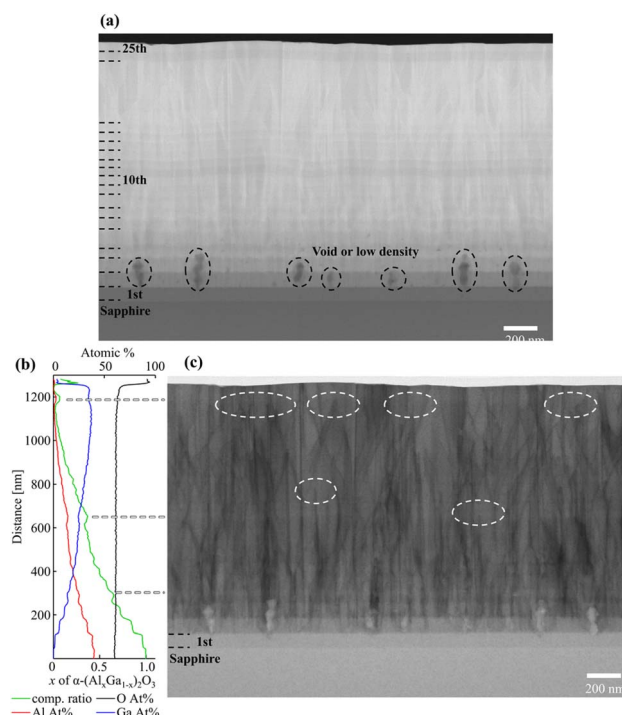 (a)
25th
10th
Void or low density
1st
Sapphire
200 nm
(b)
Atomic %
0 50 100
1200
1000
800
600
400
200
Distance [nm]
0 0.5 1.0
x of α-(AlₓGa₁₋ₓ)₂O₃
comp. ratio
O At%
Al At%
Ga At%
(c)
1st
Sapphire
200 nm